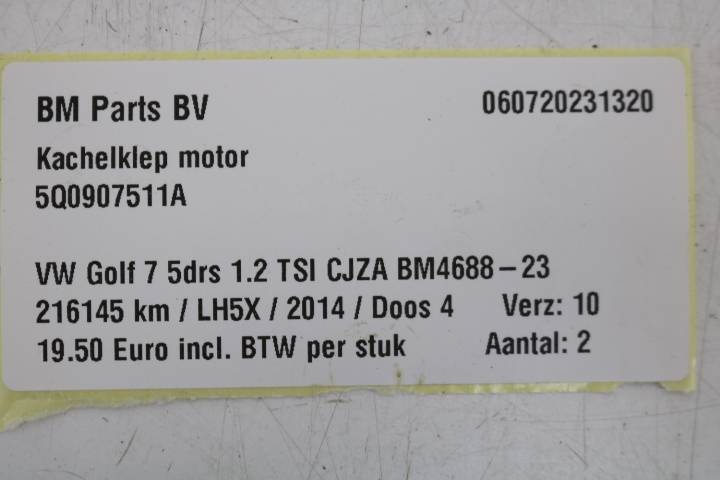 BM Parts BV 060720231320
Kachelklep motor
5Q0907511A
VW Golf 7 5drs 1.2 TSI CJZA BM4688-23
216145 km / LH5X / 2014 / Doos 4 Verz: 10
19.50 Euro incl. BTW per stuk Aantal: 2